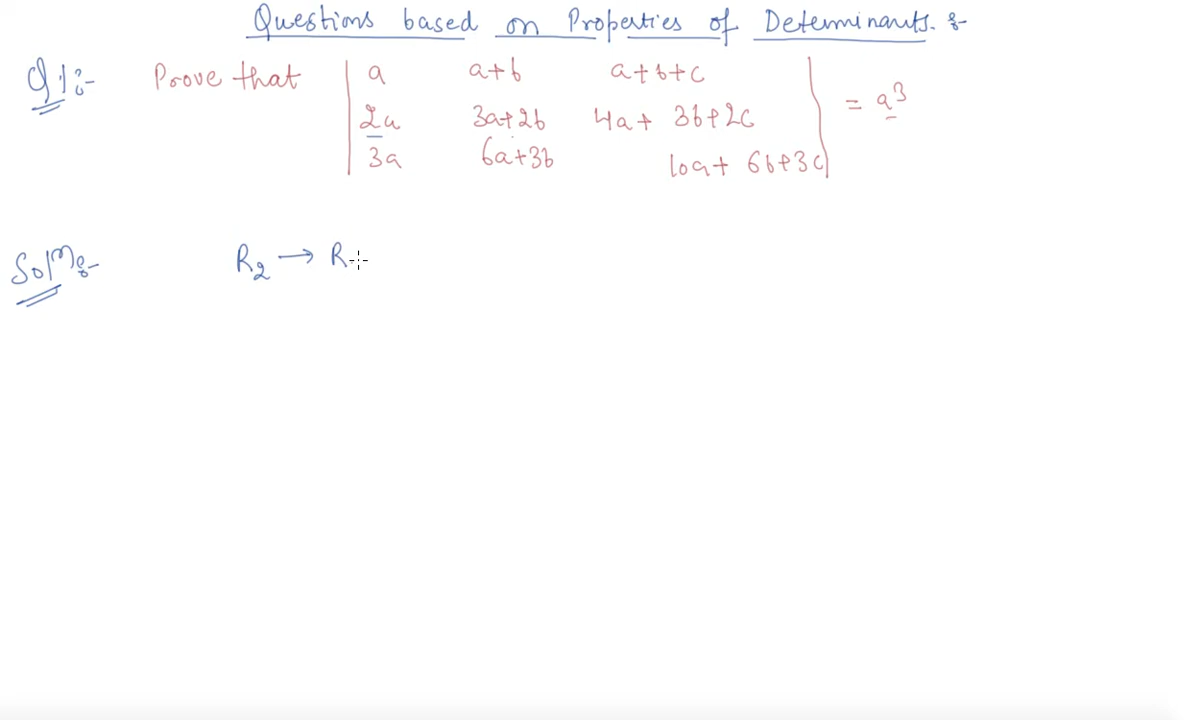 Questions based on Properties of Determinants :-
Q1:- Prove that | a a+b a+b+c |
2a 3a+2b 4a+ 3b+2c = a³
3a 6a+3b 10a+ 6b+3c
Solⁿ:- R₂ → R